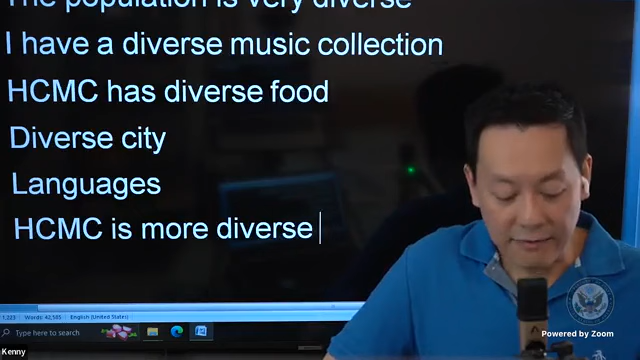 The population is very diverse
I have a diverse music collection
HCMC has diverse food
Diverse city
Languages
HCMC is more diverse
Words: 42,585 English (United States)
Type here to search
Kenny
Powered by Zoom